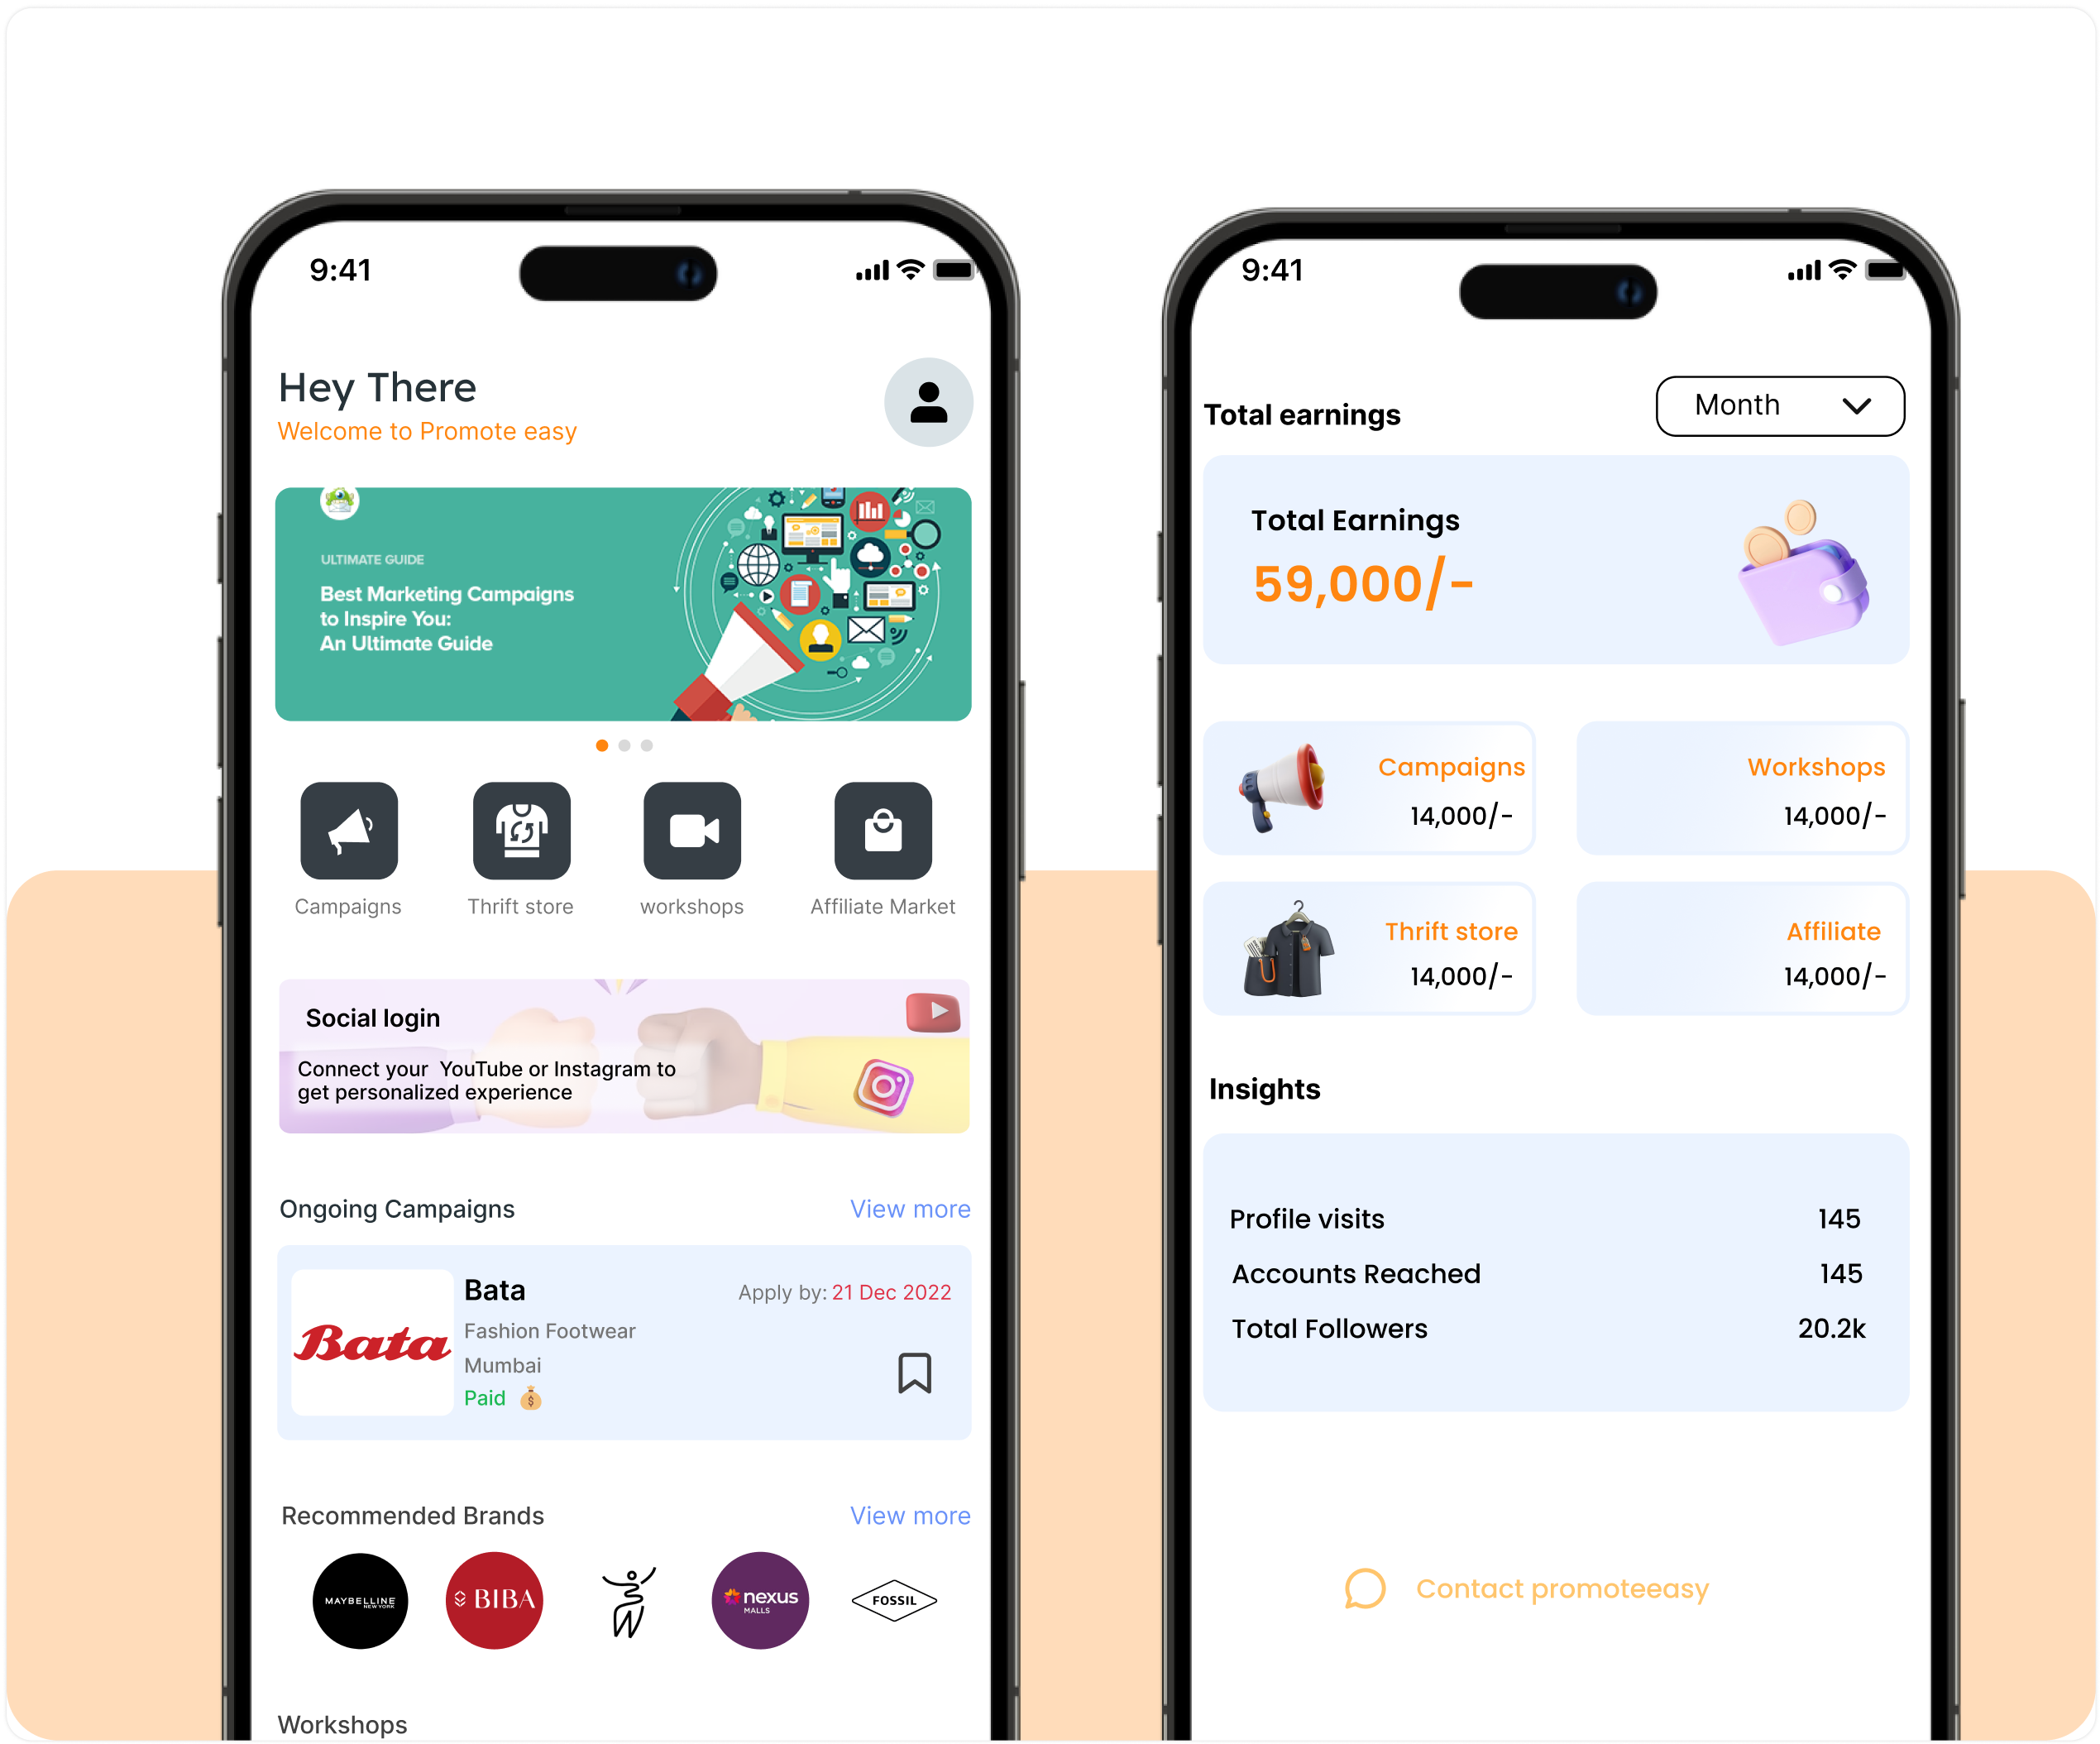 9:41
Hey There
Welcome to Promote easy
ULTIMATE GUIDE
Best Marketing Campaigns
to Inspire You:
An Ultimate Guide
Campaigns
Thrift store
workshops
Affiliate Market
Social login
Connect your  YouTube or Instagram to
get personalized experience
Ongoing Campaigns
View more
Bata
Bata
Apply by: 21 Dec 2022
Fashion Footwear
Mumbai
Paid
Recommended Brands
View more
MAYBELLINE
NEW YORK
BIBA
nexus
MALLS
FOSSIL
Workshops
9:41
Total earnings
Month
Total Earnings
59,000/-
Campaigns
14,000/-
Workshops
14,000/-
Thrift store
14,000/-
Affiliate
14,000/-
Insights
Profile visits 145
Accounts Reached 145
Total Followers 20.2k
Contact promoteeasy